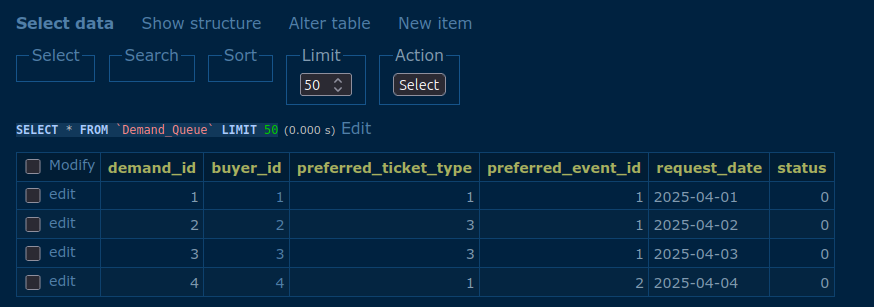 Select data Show structure Alter table New item
Select Search Sort Limit Action
50 Select
SELECT * FROM `Demand_Queue` LIMIT 50 (0.000 s) Edit
Modify demand_id buyer_id preferred_ticket_type preferred_event_id request_date status
edit 1 1 1 1 2025-04-01 0
edit 2 2 3 1 2025-04-02 0
edit 3 3 3 1 2025-04-03 0
edit 4 4 1 2 2025-04-04 0